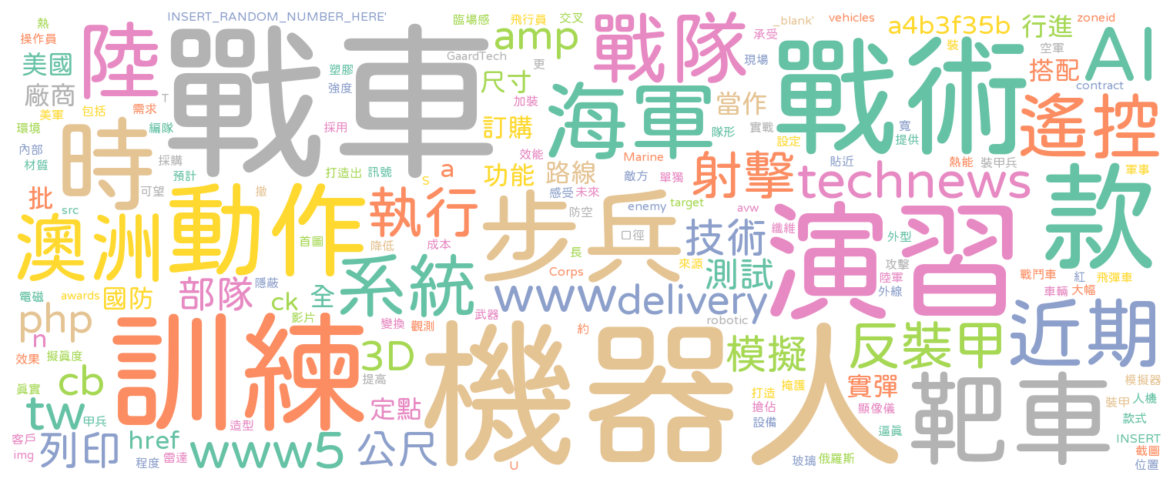 INSERT_RANDOM_NUMBER_HERE'
臨場感
飛行員
交叉
_blank'
vehicles
zoneid
熱
操作員
陸
戰車
amp
戰隊
承受
a4b3f35b
行進
AI
美國
GaardTech
更
現場
戰術
裝
空軍
搭配
廠商
塑膠
強度
尺寸
加裝
海軍
當作
contract
遙控
美軍
包括
T
需求
環境
時
編隊
採用
訂購
隊形
實戰
設定
提供
寬
內部
材質
採購
效能
Marine
貼近
熱能
裝甲兵
軍事
可望
預計
打造出
訊號
a
功能
路線
敵方
單獨
射擊
technews
款
批
src
動作
撤
執行
S
感受
未來
enemy
target
avw
澳洲
首圖
步兵
防空
口徑
長
技術
纖維
演習
外型
降低
成本
系統
Corps
來源
測試
攻擊
陸軍
外線
戰鬥車
紅
飛彈車
車輛
大幅
電磁
awards
國防
部隊
隱蔽
ck
全
www
delivery
php
n
影片
變換
觀測
武器
約
robotic
近期
效果
擬真度
訓練
3D
機器人
模擬
反裝甲
cb
提高
真實
tw
甲兵
定點
打造
掩護
搶佔
設備
實彈
顯像儀
靶車
裝甲
人機
模擬器
款式
造型
逼真
客戶
img
列印
href
程度
雷達
www5
公尺
U
玻璃
俄羅斯
INSERT
截圖
位置